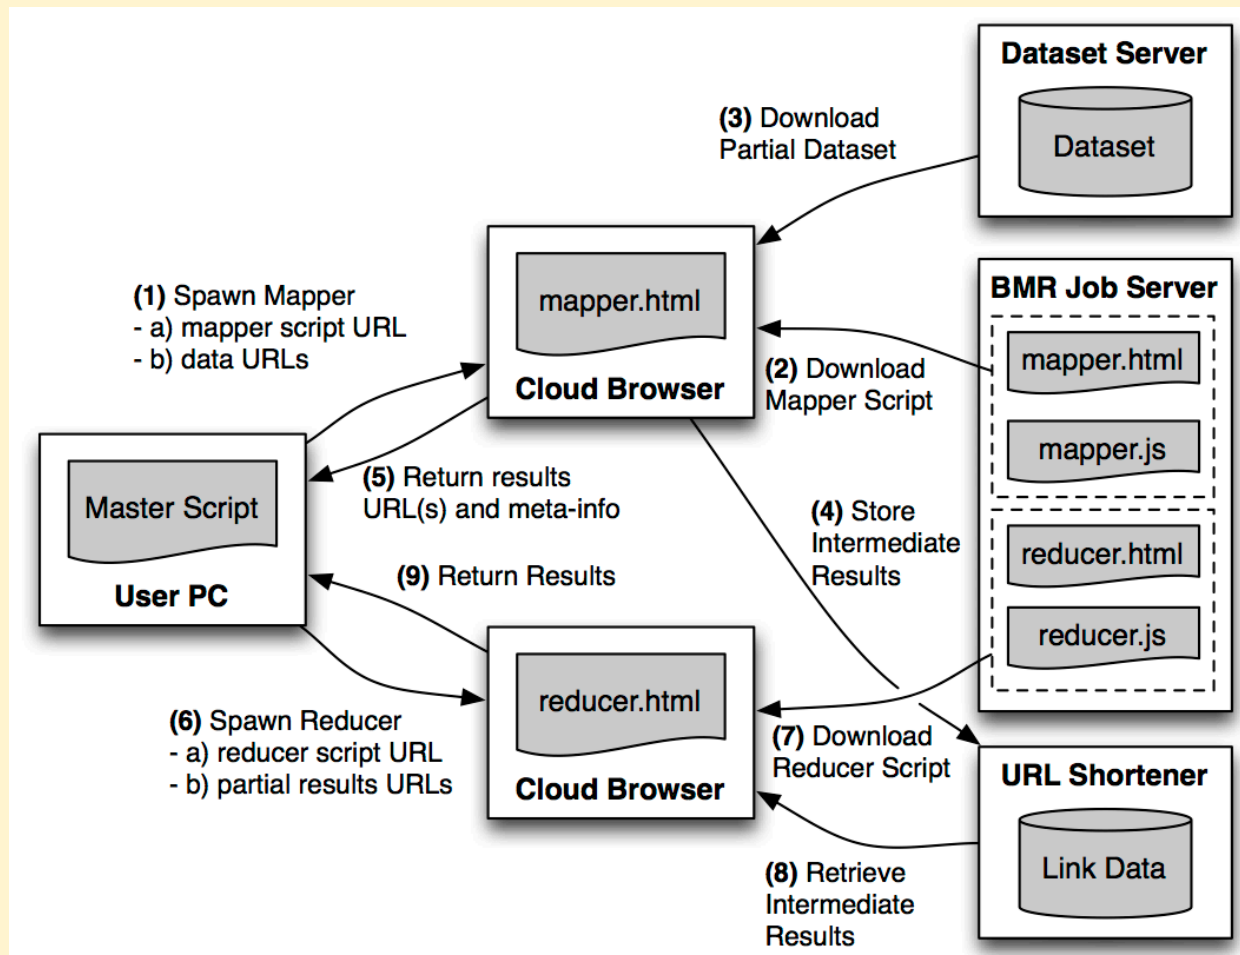 Dataset Server
Dataset
(3) Download
Partial Dataset
BMR Job Server
mapper.html
mapper.js
reducer.html
reducer.js
mapper.html
Cloud Browser
(1) Spawn Mapper
- a) mapper script URL
- b) data URLs
(2) Download
Mapper Script
Master Script
User PC
(5) Return results
URL(s) and meta-info
(4) Store
Intermediate
Results
(9) Return Results
reducer.html
Cloud Browser
(6) Spawn Reducer
- a) reducer script URL
- b) partial results URLs
(7) Download
Reducer Script
URL Shortener
Link Data
(8) Retrieve
Intermediate
Results